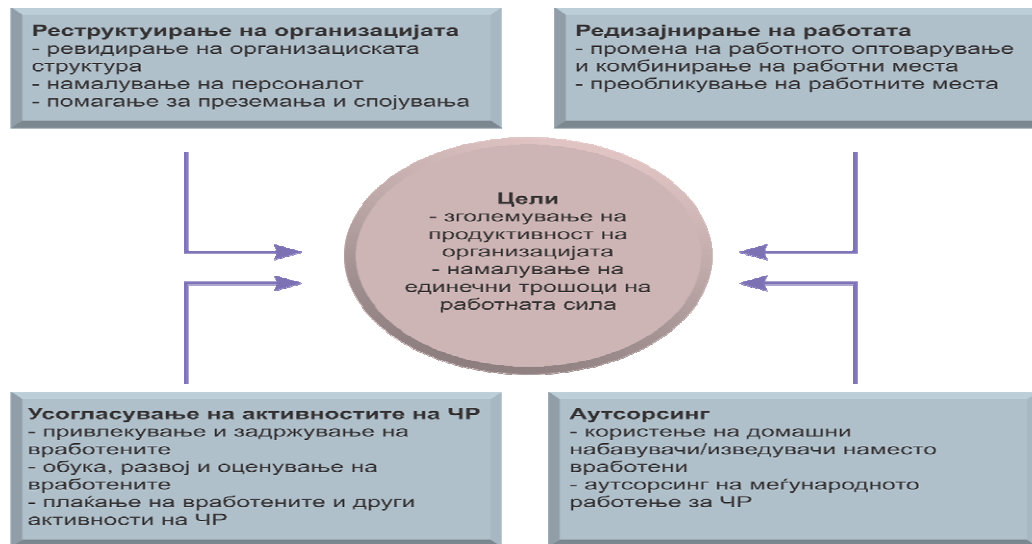 Реструктуирање на организацијата
- ревидирање на организациската
структура
- намалување на персоналот
- помагање за преземања и спојувања
Редизајнирање на работата
- промена на работното оптоварување
и комбинирање на работни места
- преобликување на работните места
Цели
- зголемување на
продуктивност на
организацијата
- намалување на
единечни трошоци на
работната сила
Усогласување на активностите на ЧР
- привлекување и задржување на
вработените
- обука, развој и оценување на
вработените
- плаќање на вработените и други
активности на ЧР
Аутсорсинг
- користење на домашни
набавувачи/изведувачи наместо
вработени
- аутсорсинг на меѓународното
работење за ЧР